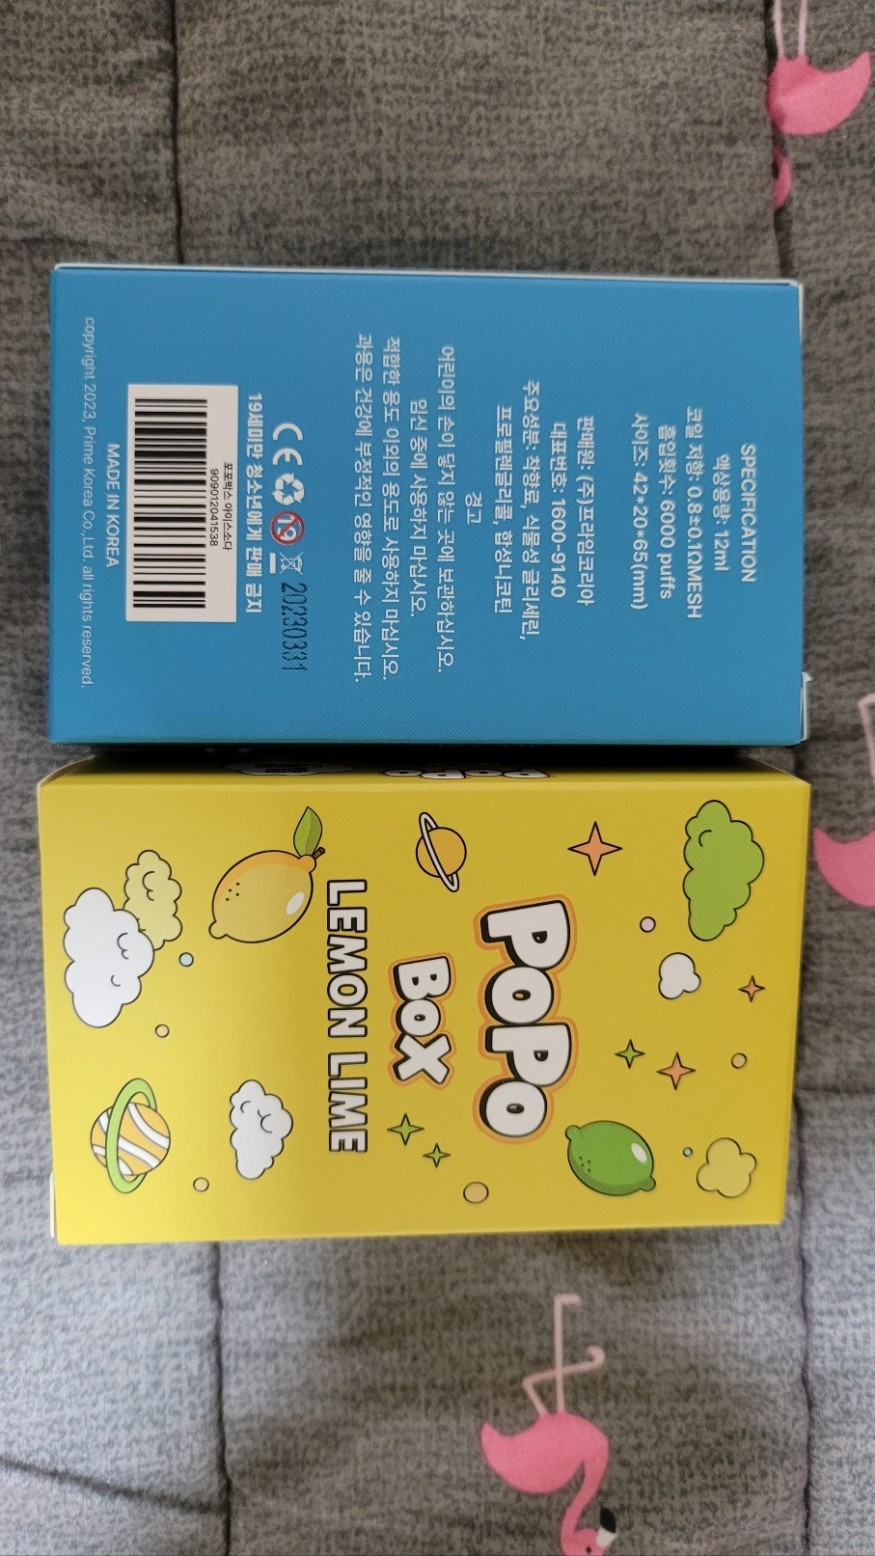 SPECIFICATION
액상용량: 12ml
코일 저항: 0.8±0.1ΩMESH
흡입횟수: 6000 puffs
사이즈: 42*20*65(mm)
판매원: (주)프라임코리아
대표번호: 1600-9140
주요성분: 착향료, 식물성 글리세린,
프로필렌글리콜, 합성니코틴
경고
어린이의 손이 닿지 않는 곳에 보관하십시오.
임신 중에 사용하지 마십시오.
적합한 용도 이외의 용도로 사용하지 마십시오.
과용은 건강에 부정적인 영향을 줄 수 있습니다.
CE 19 20230331
19세미만 청소년에게 판매 금지
포포박스 아이스소다
909012041538
MADE IN KOREA
copyright 2023, Prime Korea Co,.Ltd all rights reserved.
POPO
BOX
LEMON LIME